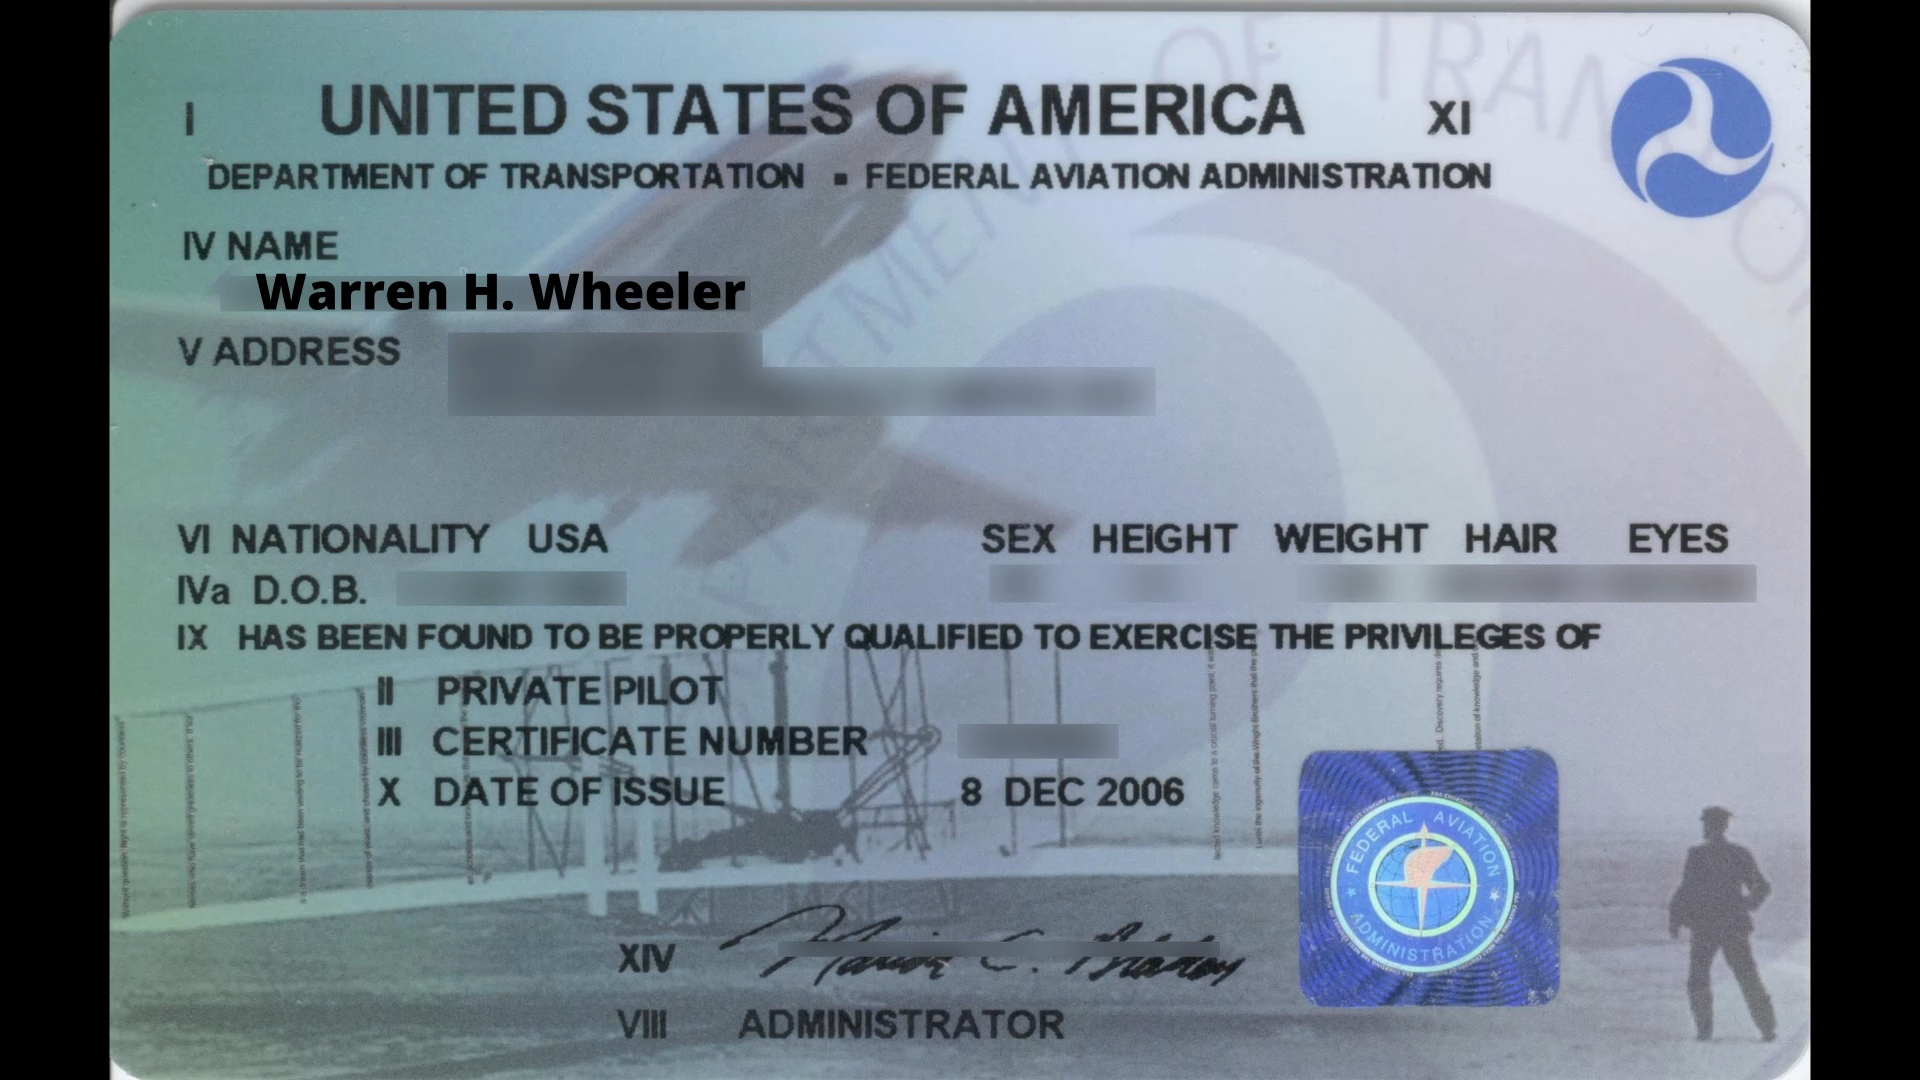 I UNITED STATES OF AMERICA XI
DEPARTMENT OF TRANSPORTATION ▪ FEDERAL AVIATION ADMINISTRATION
IV NAME
Warren H. Wheeler
V ADDRESS
VI NATIONALITY USA SEX HEIGHT WEIGHT HAIR EYES
IVa D.O.B.
IX HAS BEEN FOUND TO BE PROPERLY QUALIFIED TO EXERCISE THE PRIVILEGES OF
II PRIVATE PILOT
III CERTIFICATE NUMBER
X DATE OF ISSUE 8 DEC 2006
XIV
VIII ADMINISTRATOR
FEDERAL AVIATION
ADMINISTRATION